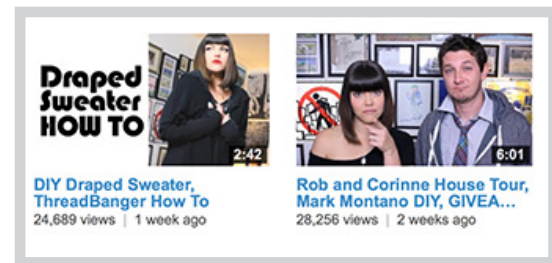 Draped
Sweater
HOW TO
2:42
6:01
DIY Draped Sweater,
ThreadBanger How To
24,689 views | 1 week ago
Rob and Corinne House Tour,
Mark Montano DIY, GIVEA...
28,256 views | 2 weeks ago